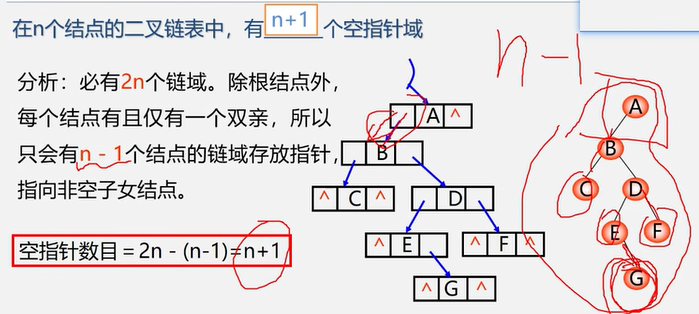 在n个结点的二叉链表中，有 n+1 个空指针域
n-1
分析：必有2n个链域。除根结点外，
每个结点有且仅有一个双亲，所以
只会有n - 1个结点的链域存放指针，
指向非空子女结点。
空指针数目＝2n - (n-1)=n+1
A ^
B
^ C ^
D
^ E
^ F ^
^ G ^
A
B
C
D
E
F
G